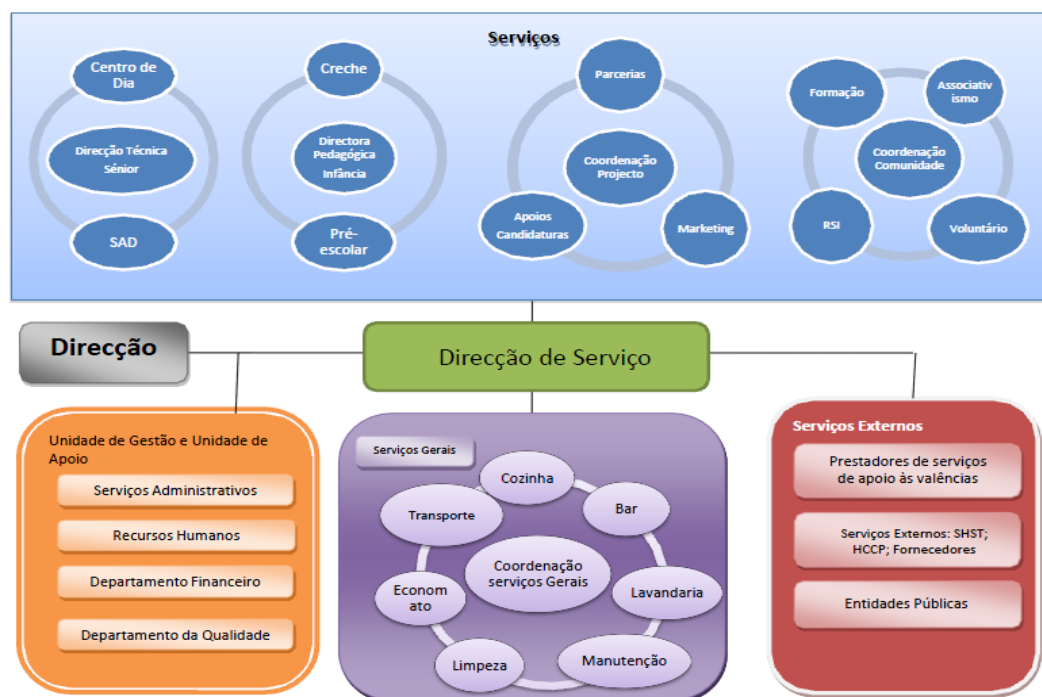 Serviços
Centro de
Dia
Direcção Técnica
Sénior
SAD
Creche
Directora
Pedagógica
Infância
Pré-
escolar
Parcerias
Coordenação
Projecto
Apoios
Candidaturas
Marketing
Formação
Associativ
ismo
Coordenação
Comunidade
RSI
Voluntário
Direcção
Direcção de Serviço
Unidade de Gestão e Unidade de
Apoio
Serviços Administrativos
Recursos Humanos
Departamento Financeiro
Departamento da Qualidade
Serviços Gerais
Cozinha
Transporte
Bar
Coordenação
serviços Gerais
Econom
ato
Lavandaria
Limpeza
Manutenção
Serviços Externos
Prestadores de serviços
de apoio às valências
Serviços Externos: SHST;
HCCP; Fornecedores
Entidades Públicas